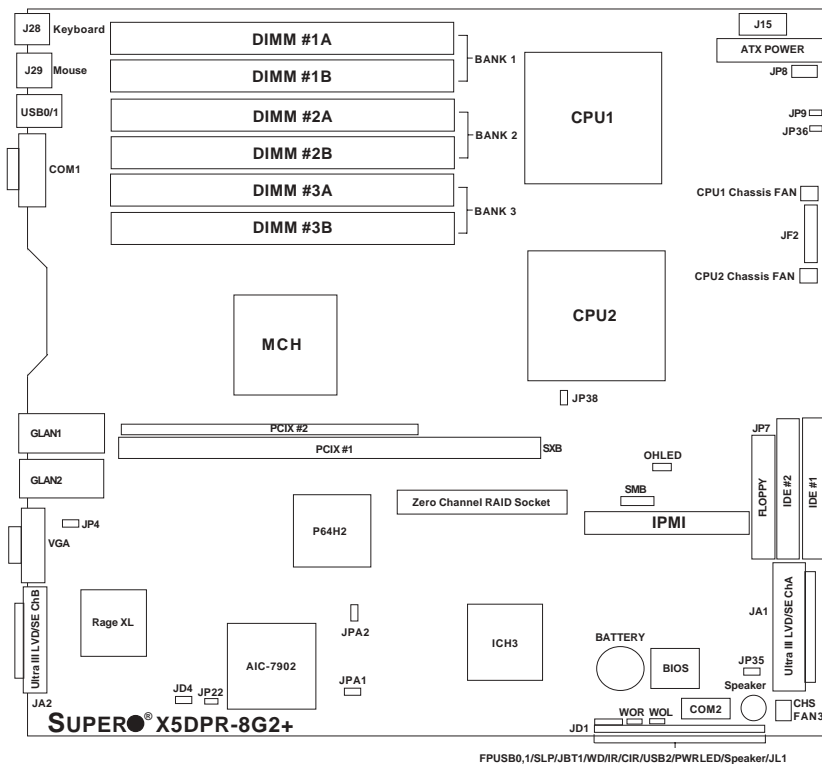 J28 Keyboard
J29 Mouse
USB0/1
COM1
DIMM #1A
DIMM #1B
BANK 1
DIMM #2A
DIMM #2B
BANK 2
DIMM #3A
DIMM #3B
BANK 3
CPU1
J15
ATX POWER
JP8
JP9
JP36
CPU1 Chassis FAN
JF2
CPU2 Chassis FAN
CPU2
MCH
JP38
GLAN1
GLAN2
PCIX #2
PCIX #1
SXB
JP7
OHLED
SMB
Zero Channel RAID Socket
IPMI
FLOPPY
IDE #2
IDE #1
JP4
VGA
P64H2
Ultra III LVD/SE ChB
JA2
Rage XL
AIC-7902
JPA2
JPA1
ICH3
BATTERY
BIOS
JA1
Ultra III LVD/SE ChA
JP35
Speaker
JD4
JP22
COM2
CHS
FAN3
WOR WOL
JD1
SUPER® X5DPR-8G2+
FPUSB0,1/SLP/JBT1/WD/IR/CIR/USB2/PWRLED/Speaker/JL1